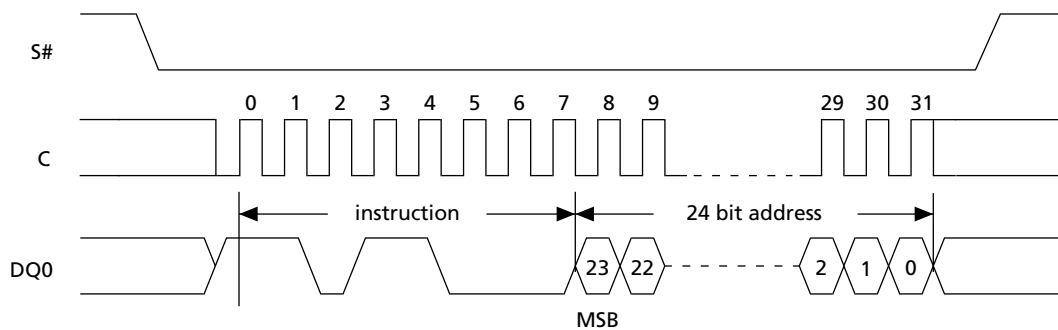 S#
0 1 2 3 4 5 6 7 8 9 29 30 31
C
instruction 24 bit address
DQ0 23 22 2 1 0
MSB